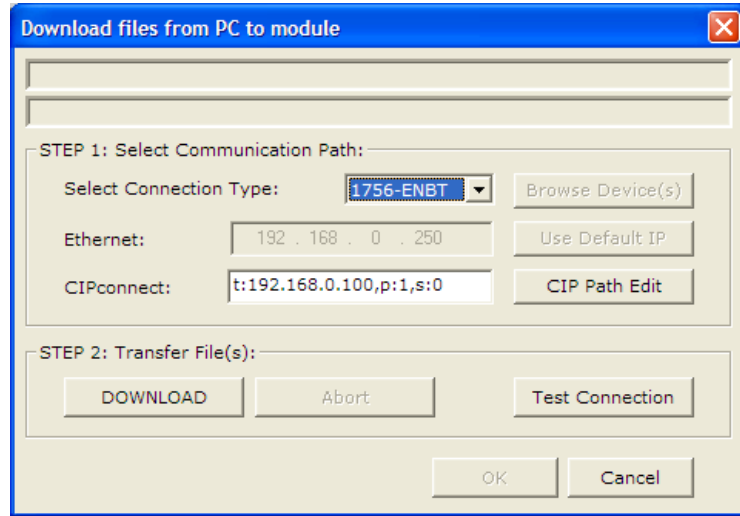 Download files from PC to module
STEP 1: Select Communication Path:
Select Connection Type: 1756-ENBT Browse Device(s)
Ethernet: 192 . 168 . 0 . 250 Use Default IP
CIPconnect: t:192.168.0.100,p:1,s:0 CIP Path Edit
STEP 2: Transfer File(s):
DOWNLOAD Abort Test Connection
OK Cancel